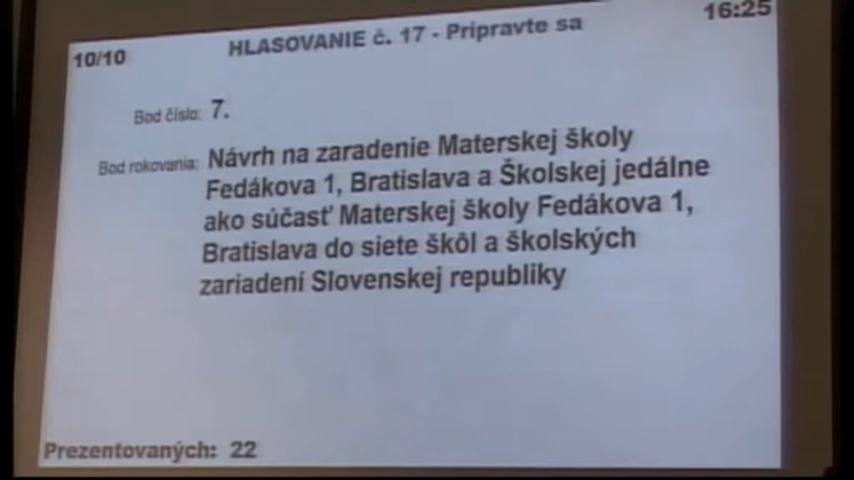 10/10 HLASOVANIE č. 17 - Pripravte sa 16:25
Bod číslo: 7.
Bod rokovania: Návrh na zaradenie Materskej školy
Fedákova 1, Bratislava a Školskej jedálne
ako súčasť Materskej školy Fedákova 1,
Bratislava do siete škôl a školských
zariadení Slovenskej republiky
Prezentovaných: 22